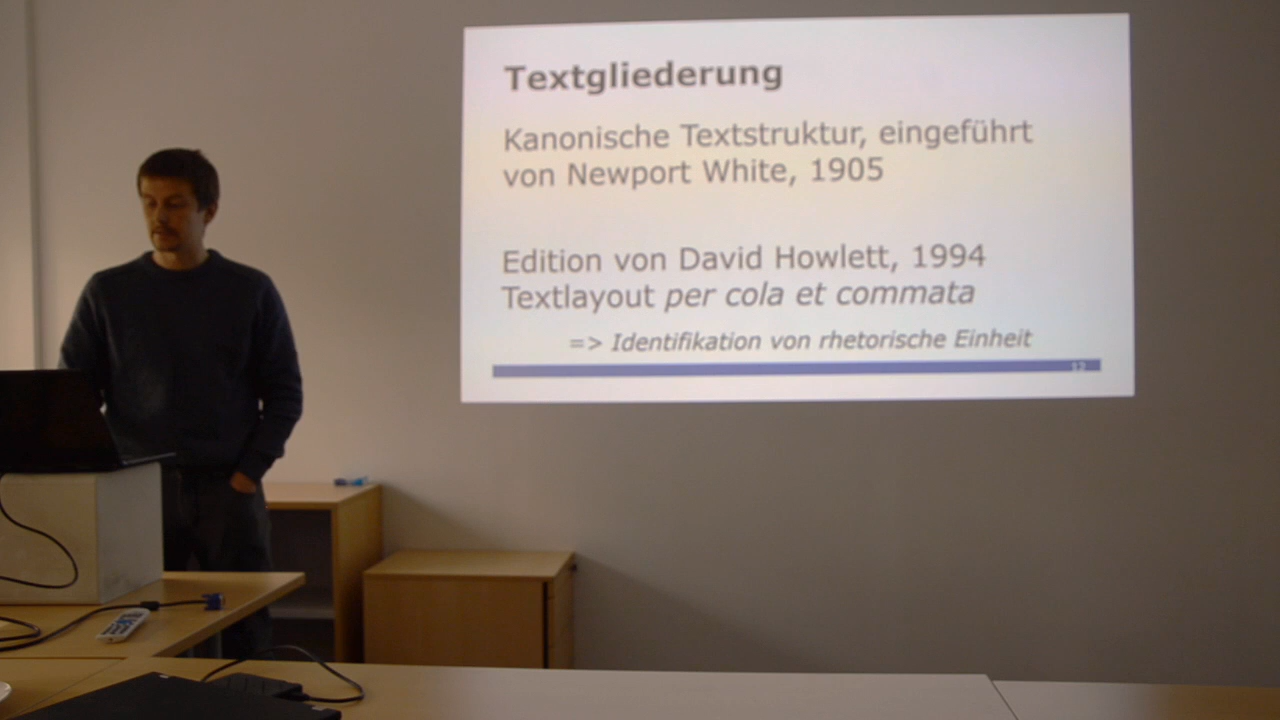 Textgliederung
Kanonische Textstruktur, eingeführt
von Newport White, 1905
Edition von David Howlett, 1994
Textlayout per cola et commata
=> Identifikation von rhetorische Einheit
12